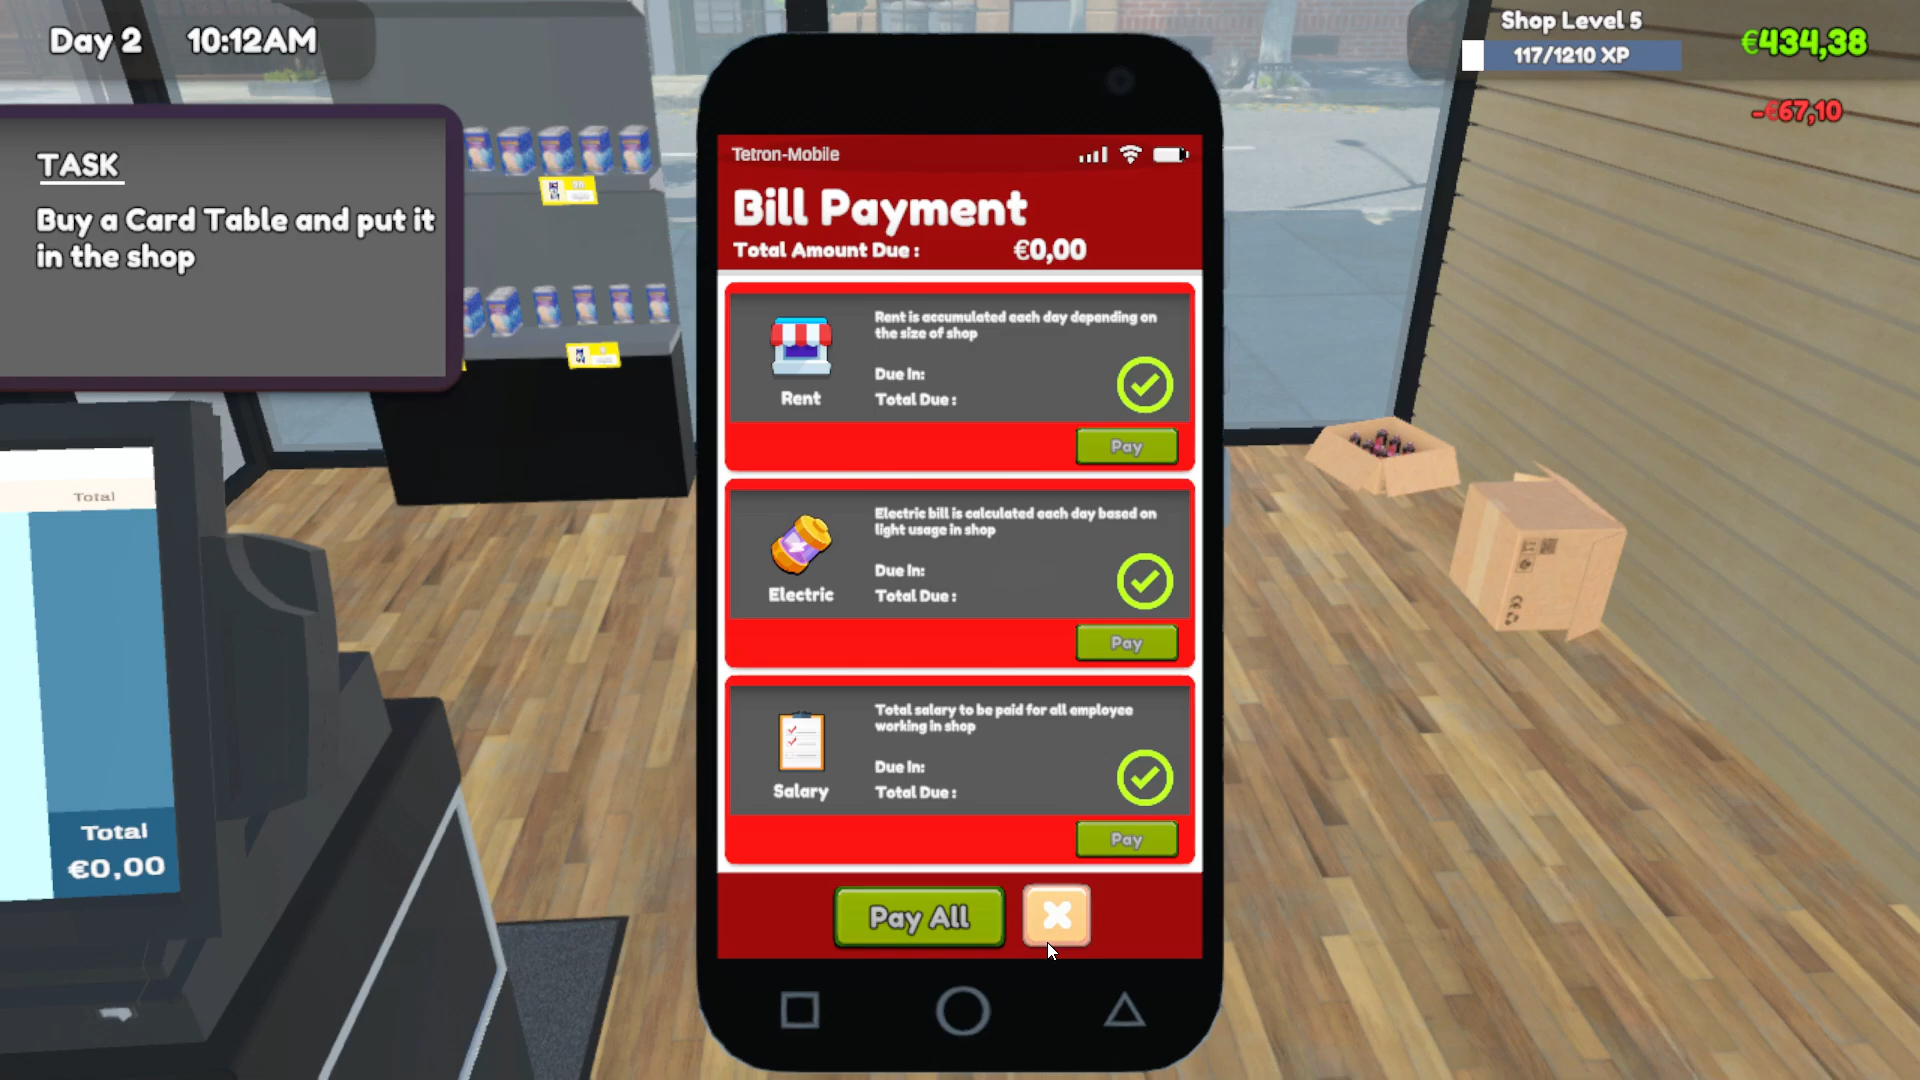 Day 2 10:12AM
Shop Level 5
117/1210 XP
€434,38
-€67,10
TASK
Buy a Card Table and put it
in the shop
Tetron-Mobile
Bill Payment
Total Amount Due : €0,00
Rent is accumulated each day depending on
the size of shop
Due In:
Total Due :
Rent
Pay
Electric bill is calculated each day based on
light usage in shop
Due In:
Total Due :
Electric
Pay
Total salary to be paid for all employee
working in shop
Due In:
Total Due :
Salary
Pay
Pay All
Total
Total
€0,00